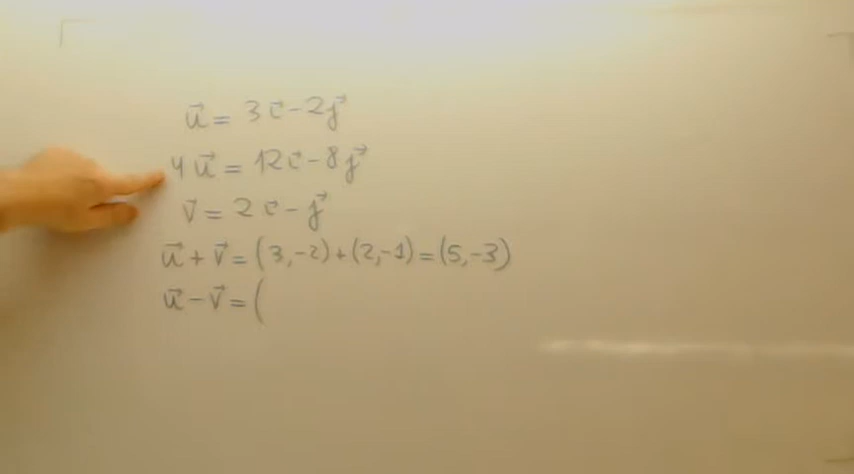 u⃗ = 3i⃗ - 2j⃗
4u⃗ = 12i⃗ - 8j⃗
v⃗ = 2i⃗ - j⃗
u⃗ + v⃗ = (3,-2)+(2,-1)=(5,-3)
u⃗ - v⃗ = (